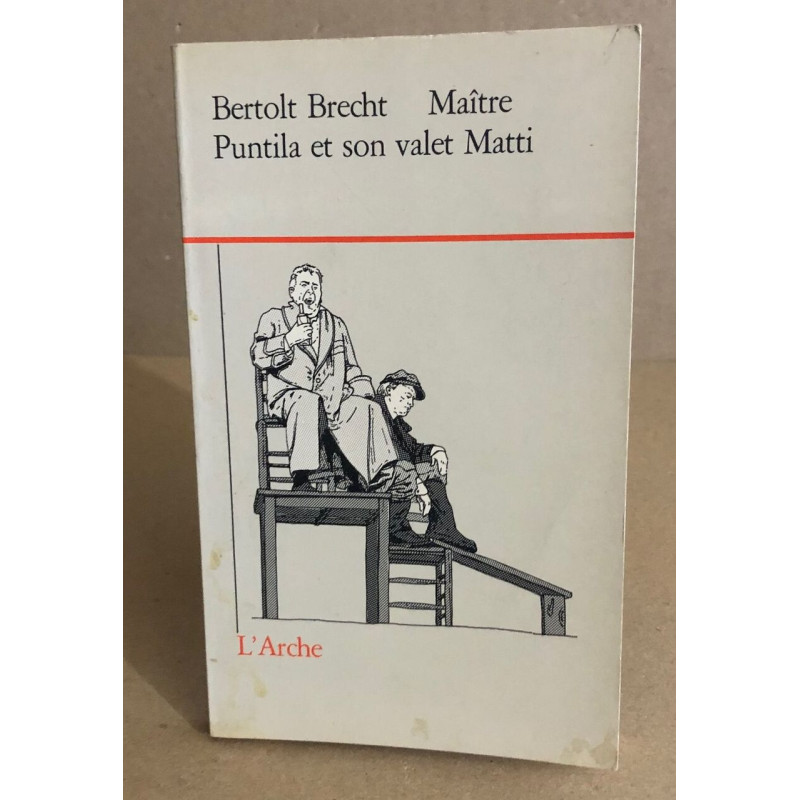 Bertolt Brecht Maître
Puntila et son valet Matti
L'Arche